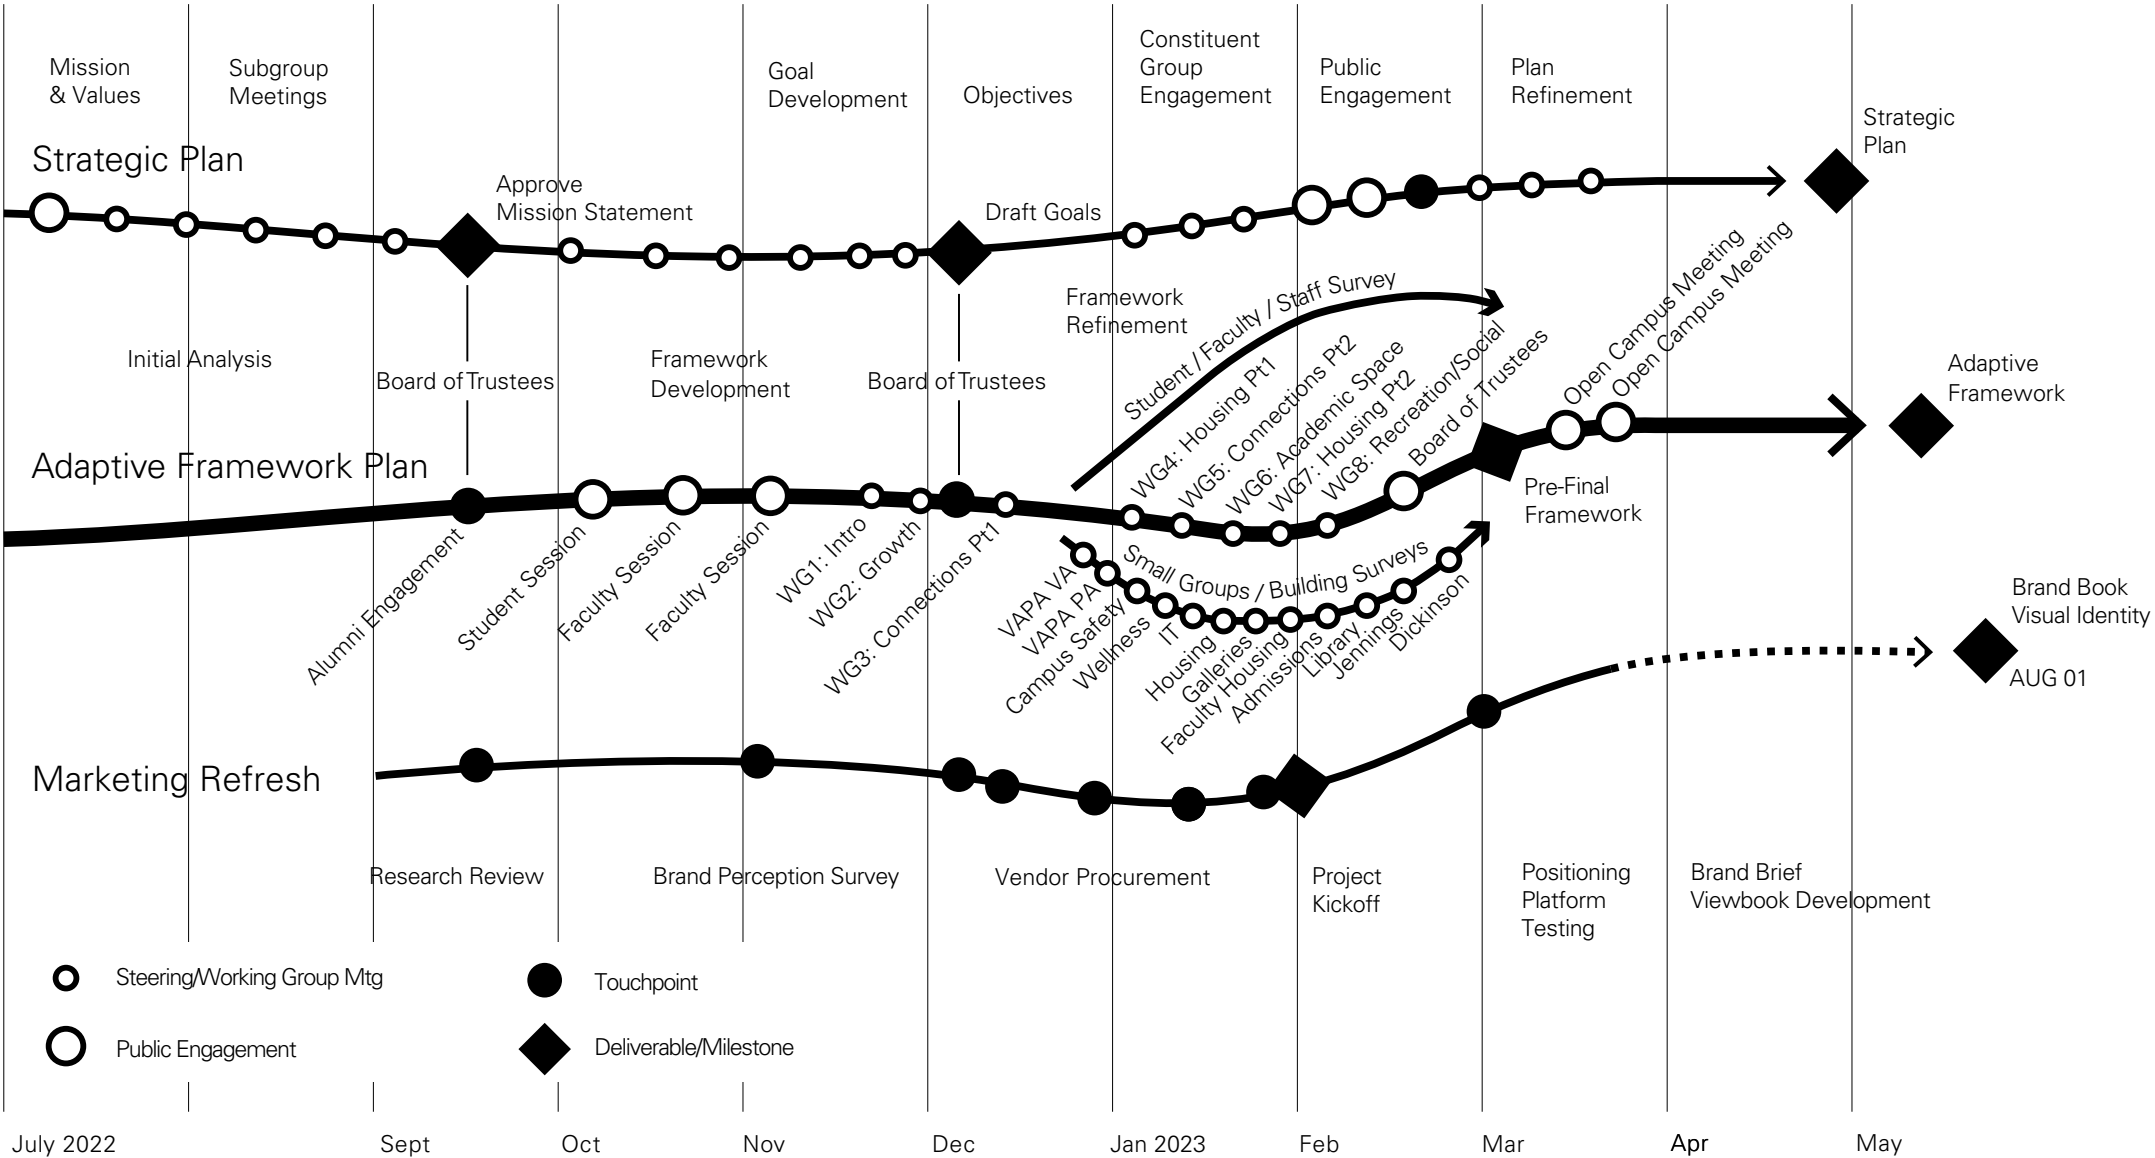 Mission
& Values
Subgroup
Meetings
Goal
Development
Objectives
Constituent
Group
Engagement
Public
Engagement
Plan
Refinement
Strategic
Plan
Strategic Plan
Approve
Mission Statement
Draft Goals
Initial Analysis
Board of Trustees
Framework
Development
Board of Trustees
Framework
Refinement
Student / Faculty / Staff Survey
WG4: Housing Pt1
WG5: Connections Pt2
WG6: Academic Space
WG7: Housing Pt2
WG8: Recreation/Social
Board of Trustees
Open Campus Meeting
Open Campus Meeting
Adaptive
Framework
Adaptive Framework Plan
Pre-Final
Framework
Alumni Engagement
Student Session
Faculty Session
Faculty Session
WG1: Intro
WG2: Growth
WG3: Connections Pt1
Small Groups / Building Surveys
VAPA VA
VAPA PA
Campus Safety
Wellness
IT
Housing
Galleries
Faculty Housing
Admissions
Library
Jennings
Dickinson
Brand Book
Visual Identity
AUG 01
Marketing Refresh
Research Review
Brand Perception Survey
Vendor Procurement
Project
Kickoff
Positioning
Platform
Testing
Brand Brief
Viewbook Development
Steering/Working Group Mtg
Touchpoint
Public Engagement
Deliverable/Milestone
July 2022
Sept
Oct
Nov
Dec
Jan 2023
Feb
Mar
Apr
May